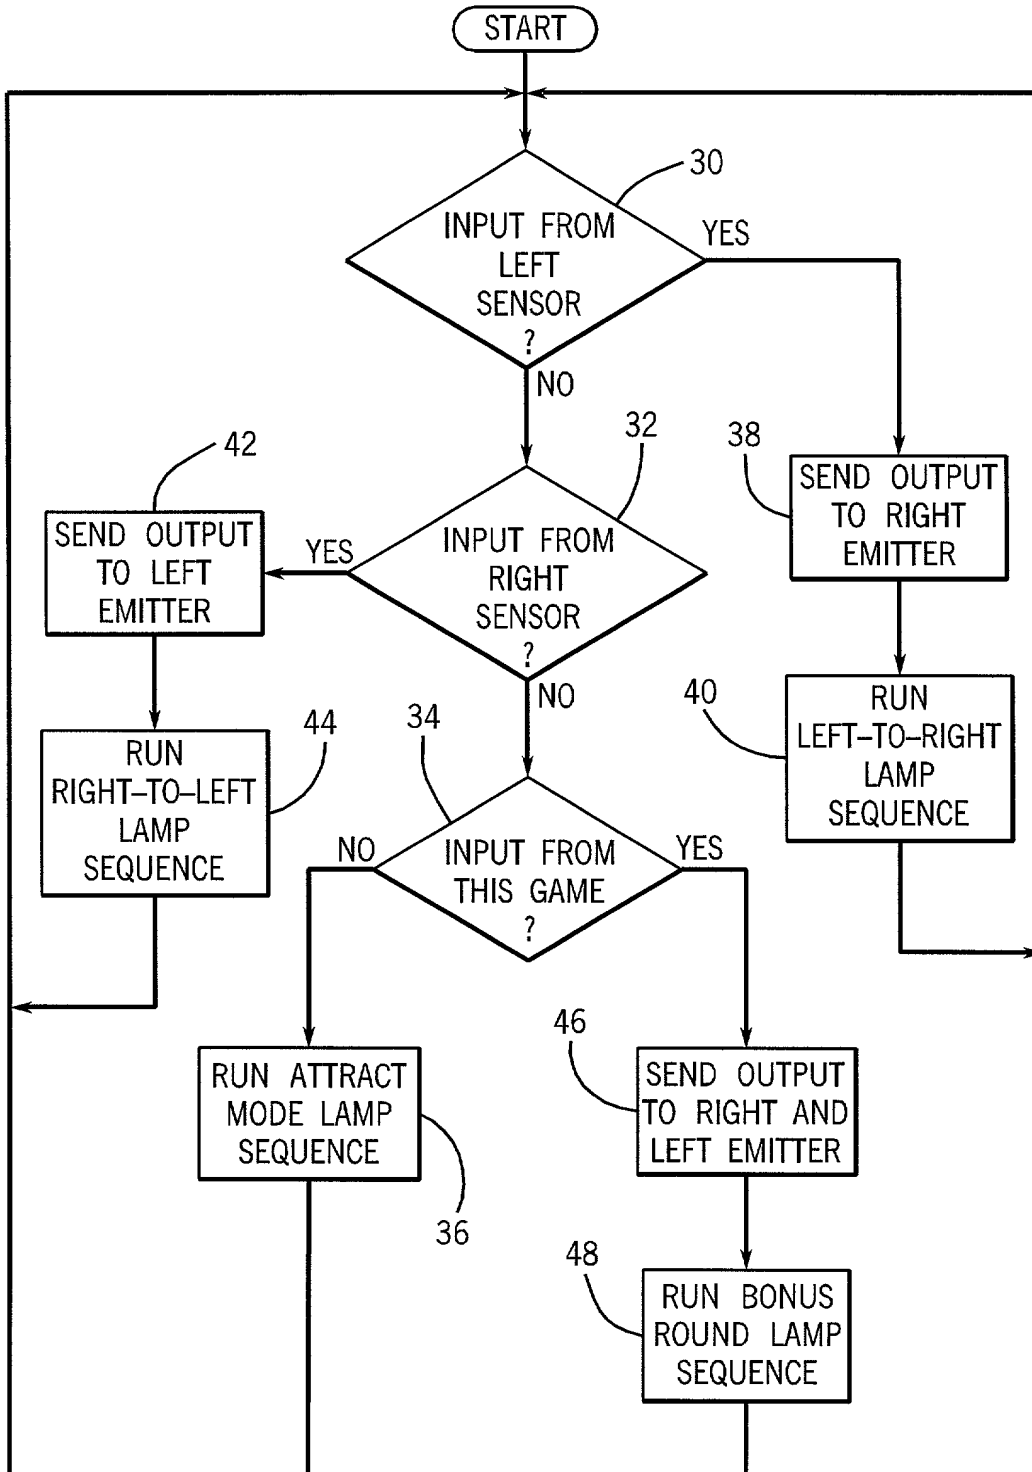 START
30
INPUT FROM
LEFT
SENSOR
?
YES
NO
32
INPUT FROM
RIGHT
SENSOR
?
YES
NO
38
SEND OUTPUT
TO RIGHT
EMITTER
42
SEND OUTPUT
TO LEFT
EMITTER
40
RUN
LEFT–TO–RIGHT
LAMP
SEQUENCE
44
RUN
RIGHT–TO–LEFT
LAMP
SEQUENCE
34
INPUT FROM
THIS GAME
?
NO
YES
36
RUN ATTRACT
MODE LAMP
SEQUENCE
46
SEND OUTPUT
TO RIGHT AND
LEFT EMITTER
48
RUN BONUS
ROUND LAMP
SEQUENCE